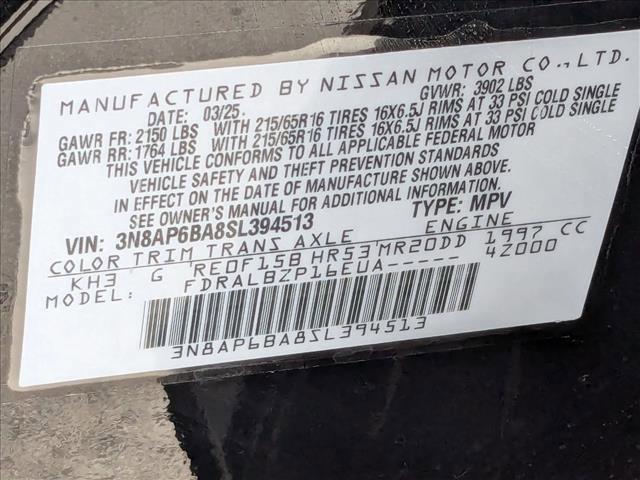 MANUFACTURED BY NISSAN MOTOR CO., LTD.
DATE: 03/25 GVWR: 3902 LBS
GAWR FR: 2150 LBS WITH 215/65R16 TIRES 16X6.5J RIMS AT 33 PSI COLD SINGLE
GAWR RR: 1764 LBS WITH 215/65R16 TIRES 16X6.5J RIMS AT 33 PSI COLD SINGLE
THIS VEHICLE CONFORMS TO ALL APPLICABLE FEDERAL MOTOR
VEHICLE SAFETY AND THEFT PREVENTION STANDARDS
IN EFFECT ON THE DATE OF MANUFACTURE SHOWN ABOVE.
SEE OWNER'S MANUAL FOR ADDITIONAL INFORMATION.
VIN: 3N8AP6BA8SL394513 TYPE: MPV
COLOR TRIM TRANS AXLE ENGINE
KH3 G RE0F15B HR53 MR20DD 1997 CC
MODEL: FDRALBZP16EUA----- 4Z000
3N8AP6BA8SL394513